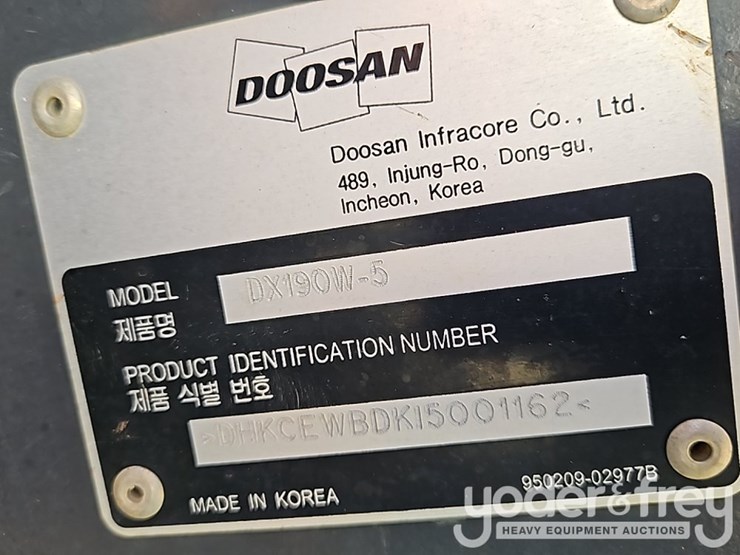 DOOSAN
Doosan Infracore Co., Ltd.
489, Injung-Ro, Dong-gu,
Incheon, Korea
MODEL DX190W-5
제품명
PRODUCT IDENTIFICATION NUMBER
제품 식별 번호
>DHKCEWBDKI5001162<
MADE IN KOREA
950209-02977B
yoder&frey
HEAVY EQUIPMENT AUCTIONS